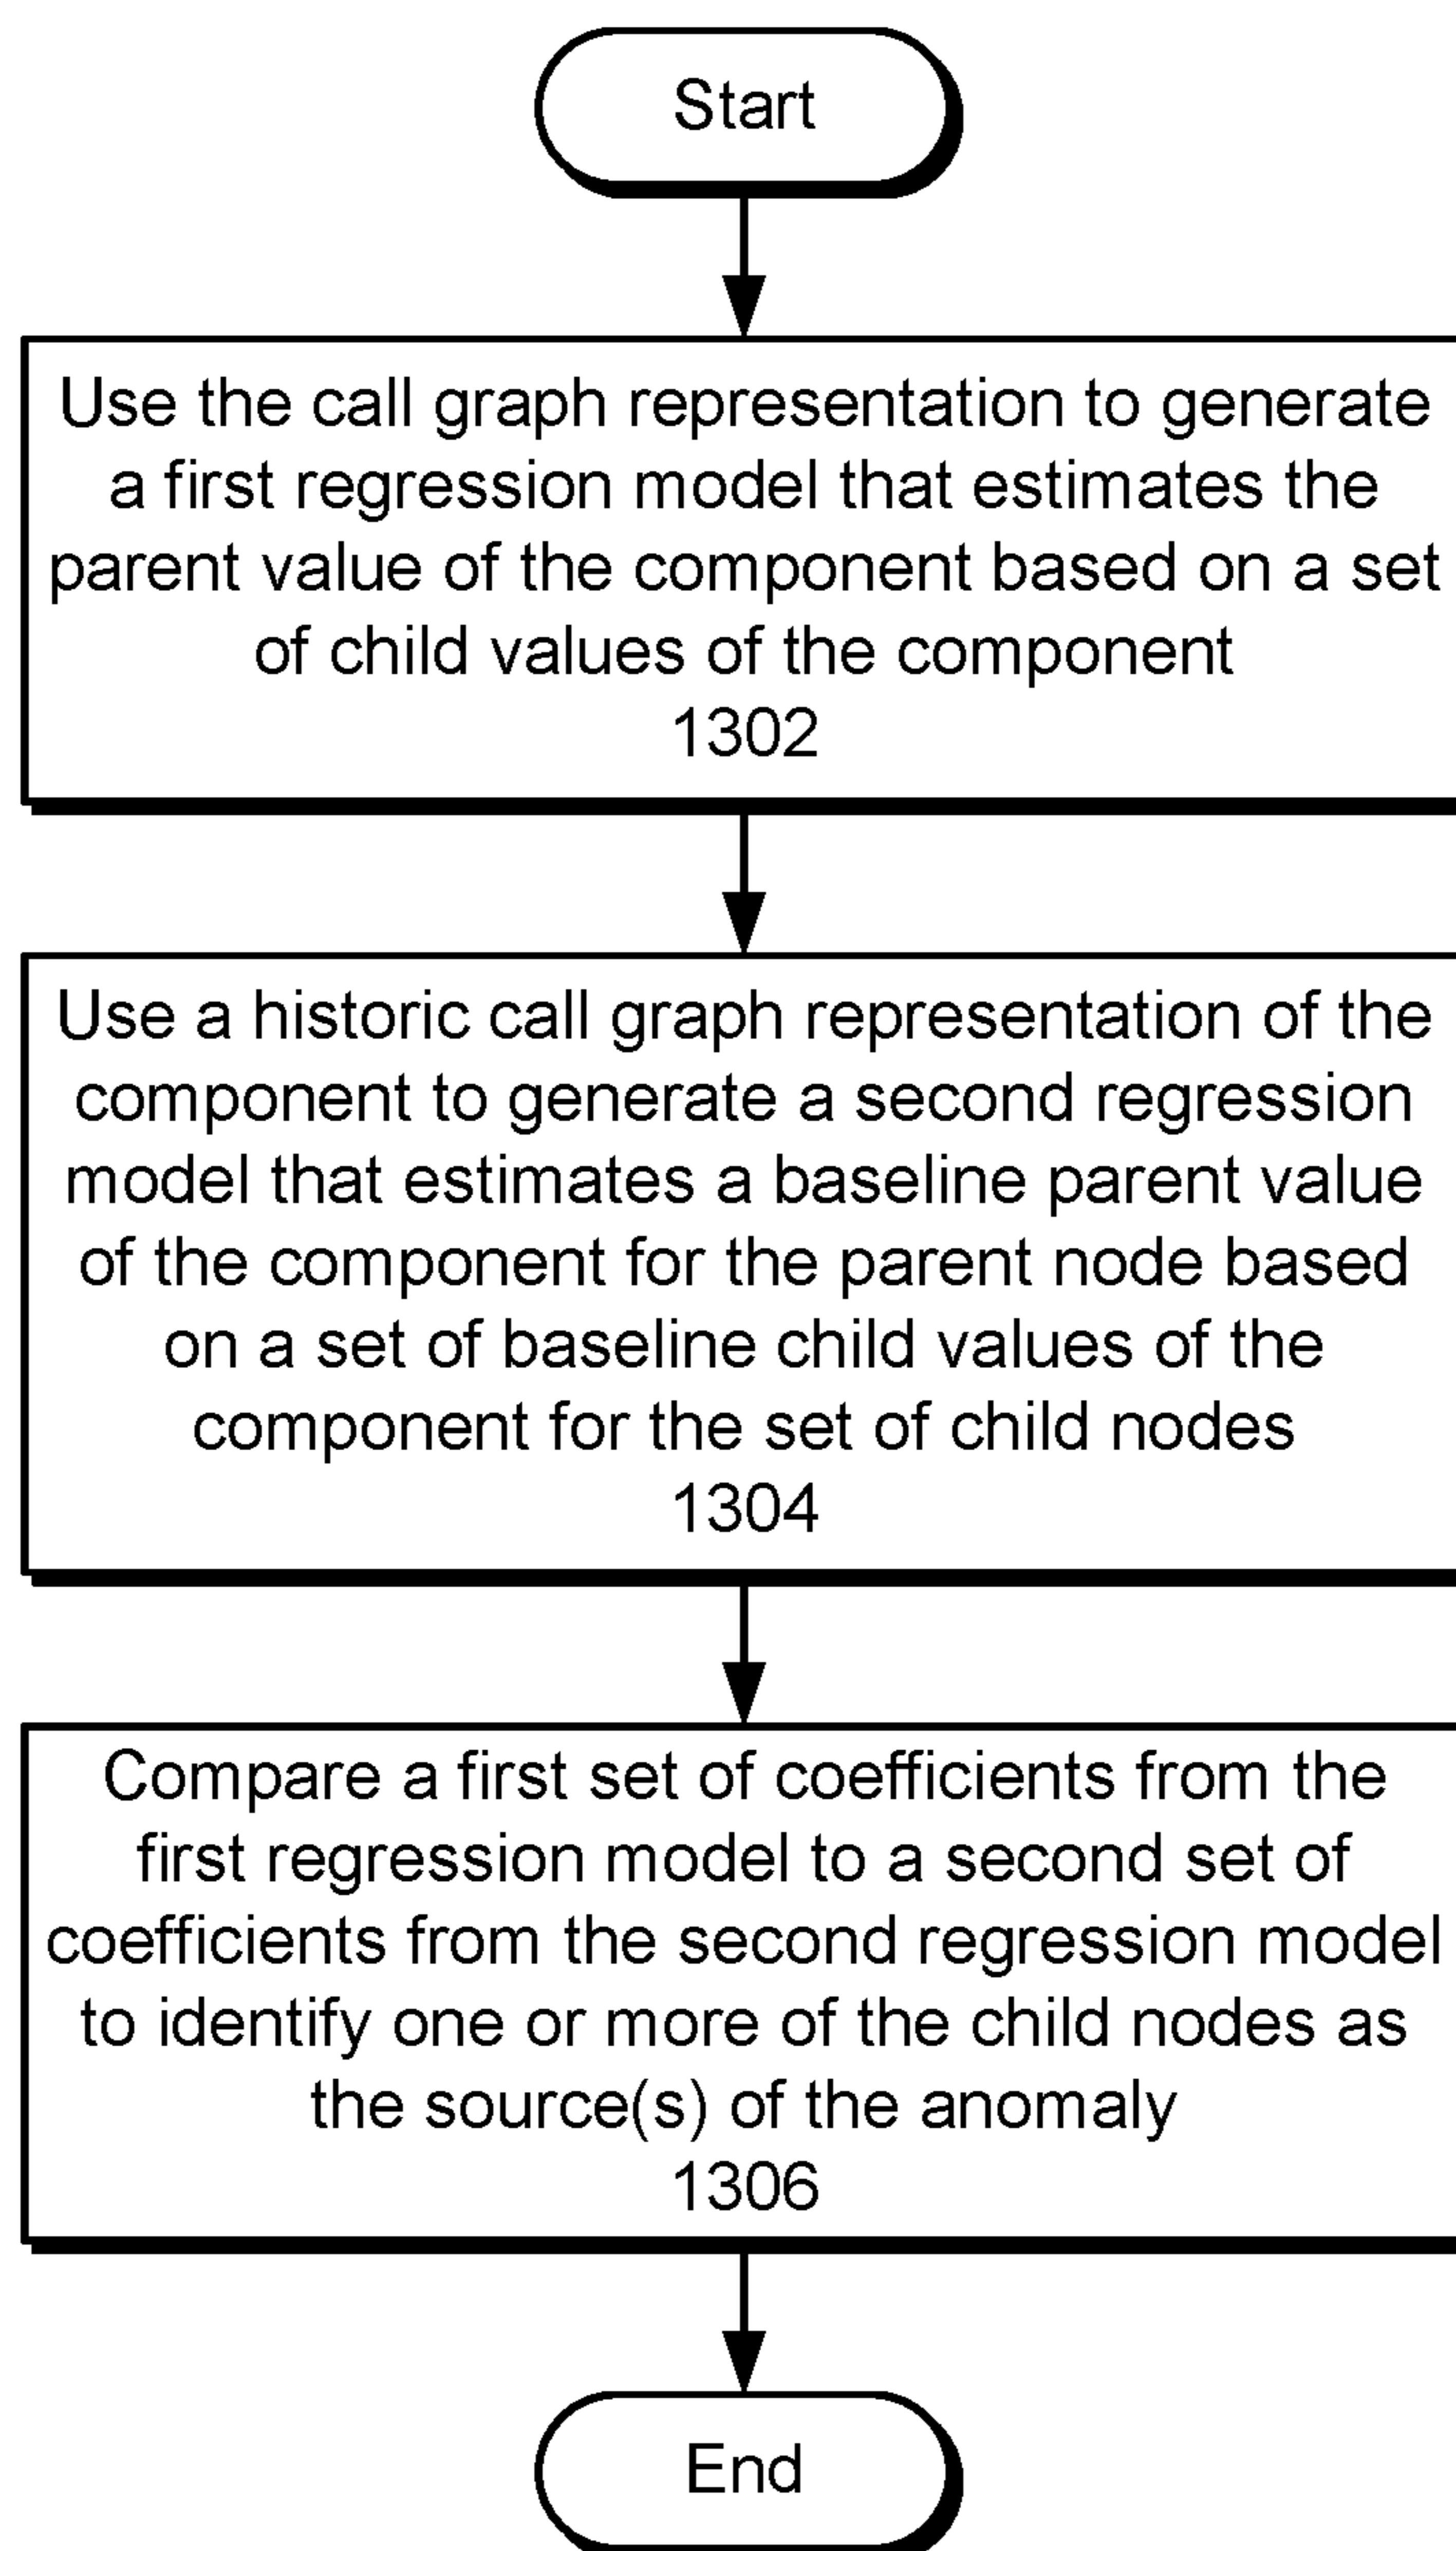 Start
Use the call graph representation to generate
a first regression model that estimates the
parent value of the component based on a set
of child values of the component
1302
Use a historic call graph representation of the
component to generate a second regression
model that estimates a baseline parent value
of the component for the parent node based
on a set of baseline child values of the
component for the set of child nodes
1304
Compare a first set of coefficients from the
first regression model to a second set of
coefficients from the second regression model
to identify one or more of the child nodes as
the source(s) of the anomaly
1306
End